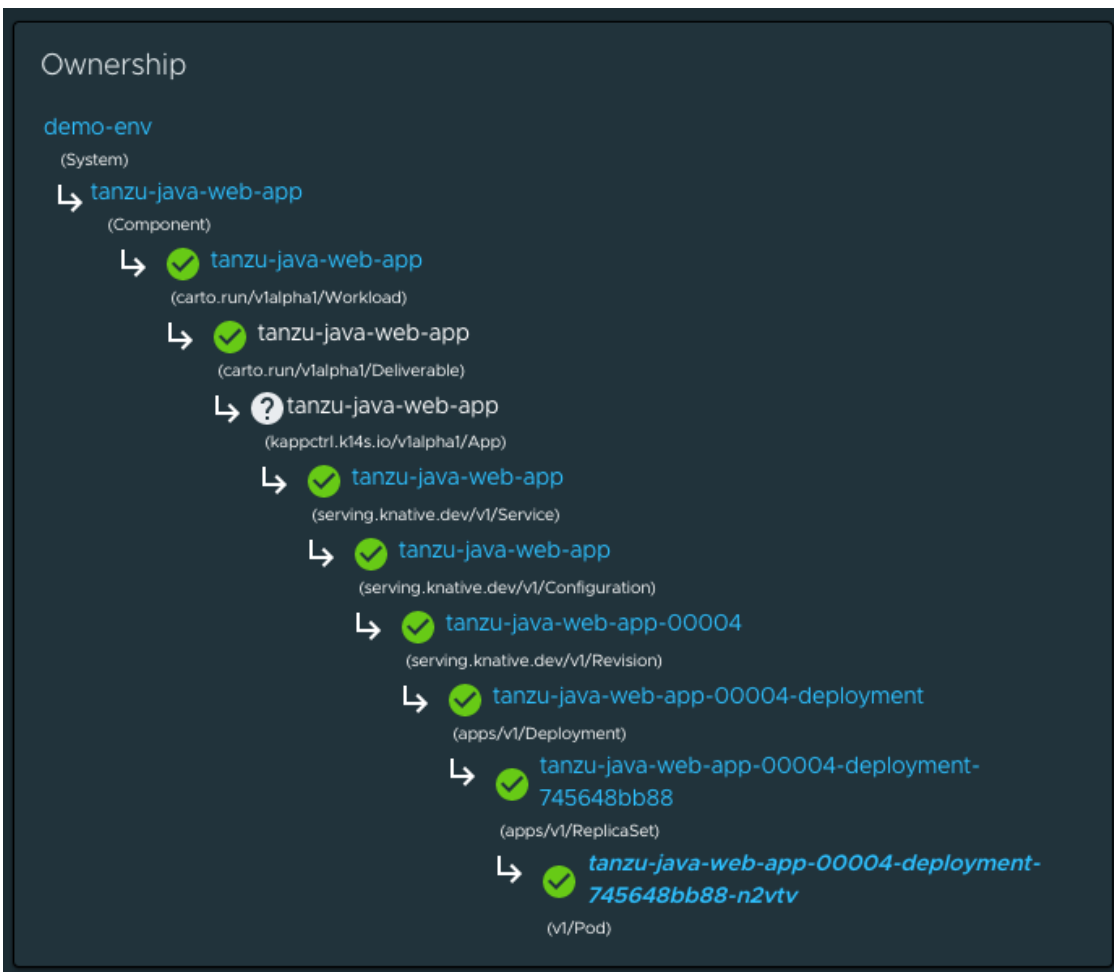 Ownership
demo-env
(System)
tanzu-java-web-app
(Component)
tanzu-java-web-app
(carto.run/v1alpha1/Workload)
tanzu-java-web-app
(carto.run/v1alpha1/Deliverable)
?
tanzu-java-web-app
(kappctrl.k14s.io/v1alpha1/App)
tanzu-java-web-app
(serving.knative.dev/v1/Service)
tanzu-java-web-app
(serving.knative.dev/v1/Configuration)
tanzu-java-web-app-00004
(serving.knative.dev/v1/Revision)
tanzu-java-web-app-00004-deployment
(apps/v1/Deployment)
tanzu-java-web-app-00004-deployment-
745648bb88
(apps/v1/ReplicaSet)
tanzu-java-web-app-00004-deployment-
745648bb88-n2vtv
(v1/Pod)